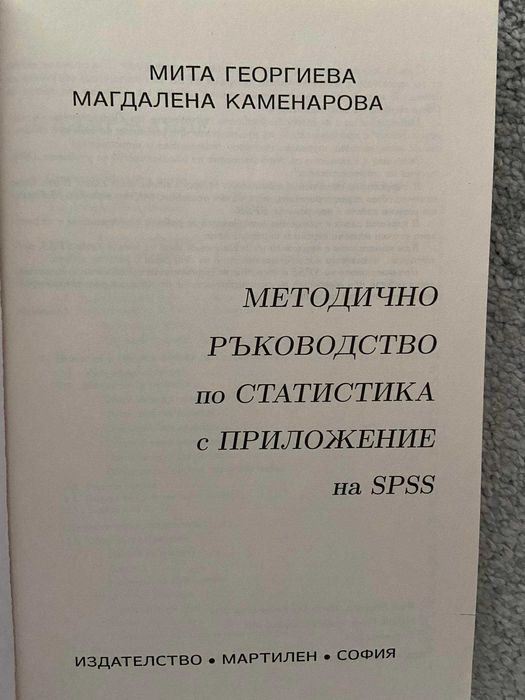 МИТА ГЕОРГИЕВА
МАГДАЛЕНА КАМЕНАРОВА
МЕТОДИЧНО
РЪКОВОДСТВО
по СТАТИСТИКА
с ПРИЛОЖЕНИЕ
на SPSS
ИЗДАТЕЛСТВО • МАРТИЛЕН • СОФИЯ